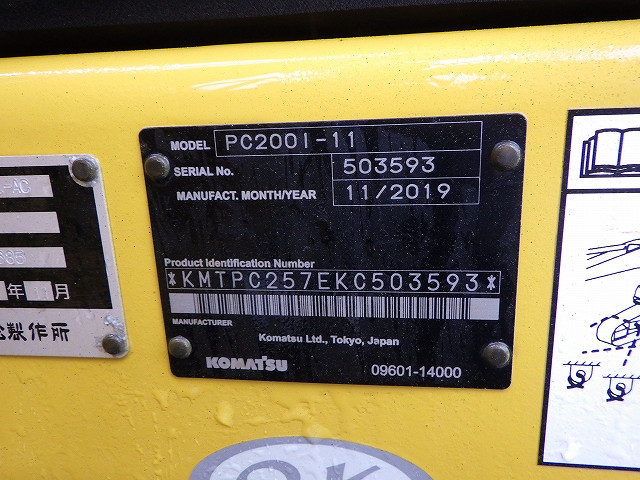 MODEL PC200I-11
SERIAL No. 503593
MANUFACT. MONTH/YEAR 11/2019
Product Identification Number
*KMTPC257EKC503593*
MANUFACTURER
Komatsu Ltd., Tokyo, Japan
KOMATSU 09601-14000
-AC
年 月
製作所